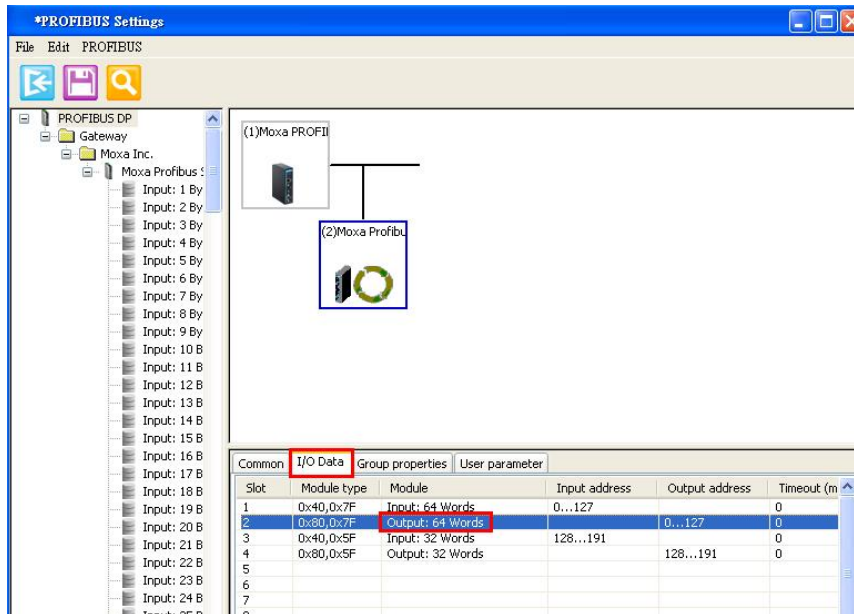 *PROFIBUS Settings
File Edit PROFIBUS
PROFIBUS DP
Gateway
Moxa Inc.
Moxa Profibus
Input: 1 By
Input: 2 By
Input: 3 By
Input: 4 By
Input: 5 By
Input: 6 By
Input: 7 By
Input: 8 By
Input: 9 By
Input: 10 B
Input: 11 B
Input: 12 B
Input: 13 B
Input: 14 B
Input: 15 B
Input: 16 B
Input: 17 B
Input: 18 B
Input: 19 B
Input: 20 B
Input: 21 B
Input: 22 B
Input: 23 B
Input: 24 B
(1)Moxa PROFI
(2)Moxa Profibu
Common I/O Data Group properties User parameter
Slot Module type Module Input address Output address Timeout (m
1 0x40,0x7F Input: 64 Words 0...127 0
2 0x80,0x7F Output: 64 Words 0...127 0
3 0x40,0x5F Input: 32 Words 128...191 0
4 0x80,0x5F Output: 32 Words 128...191 0
5
6
7